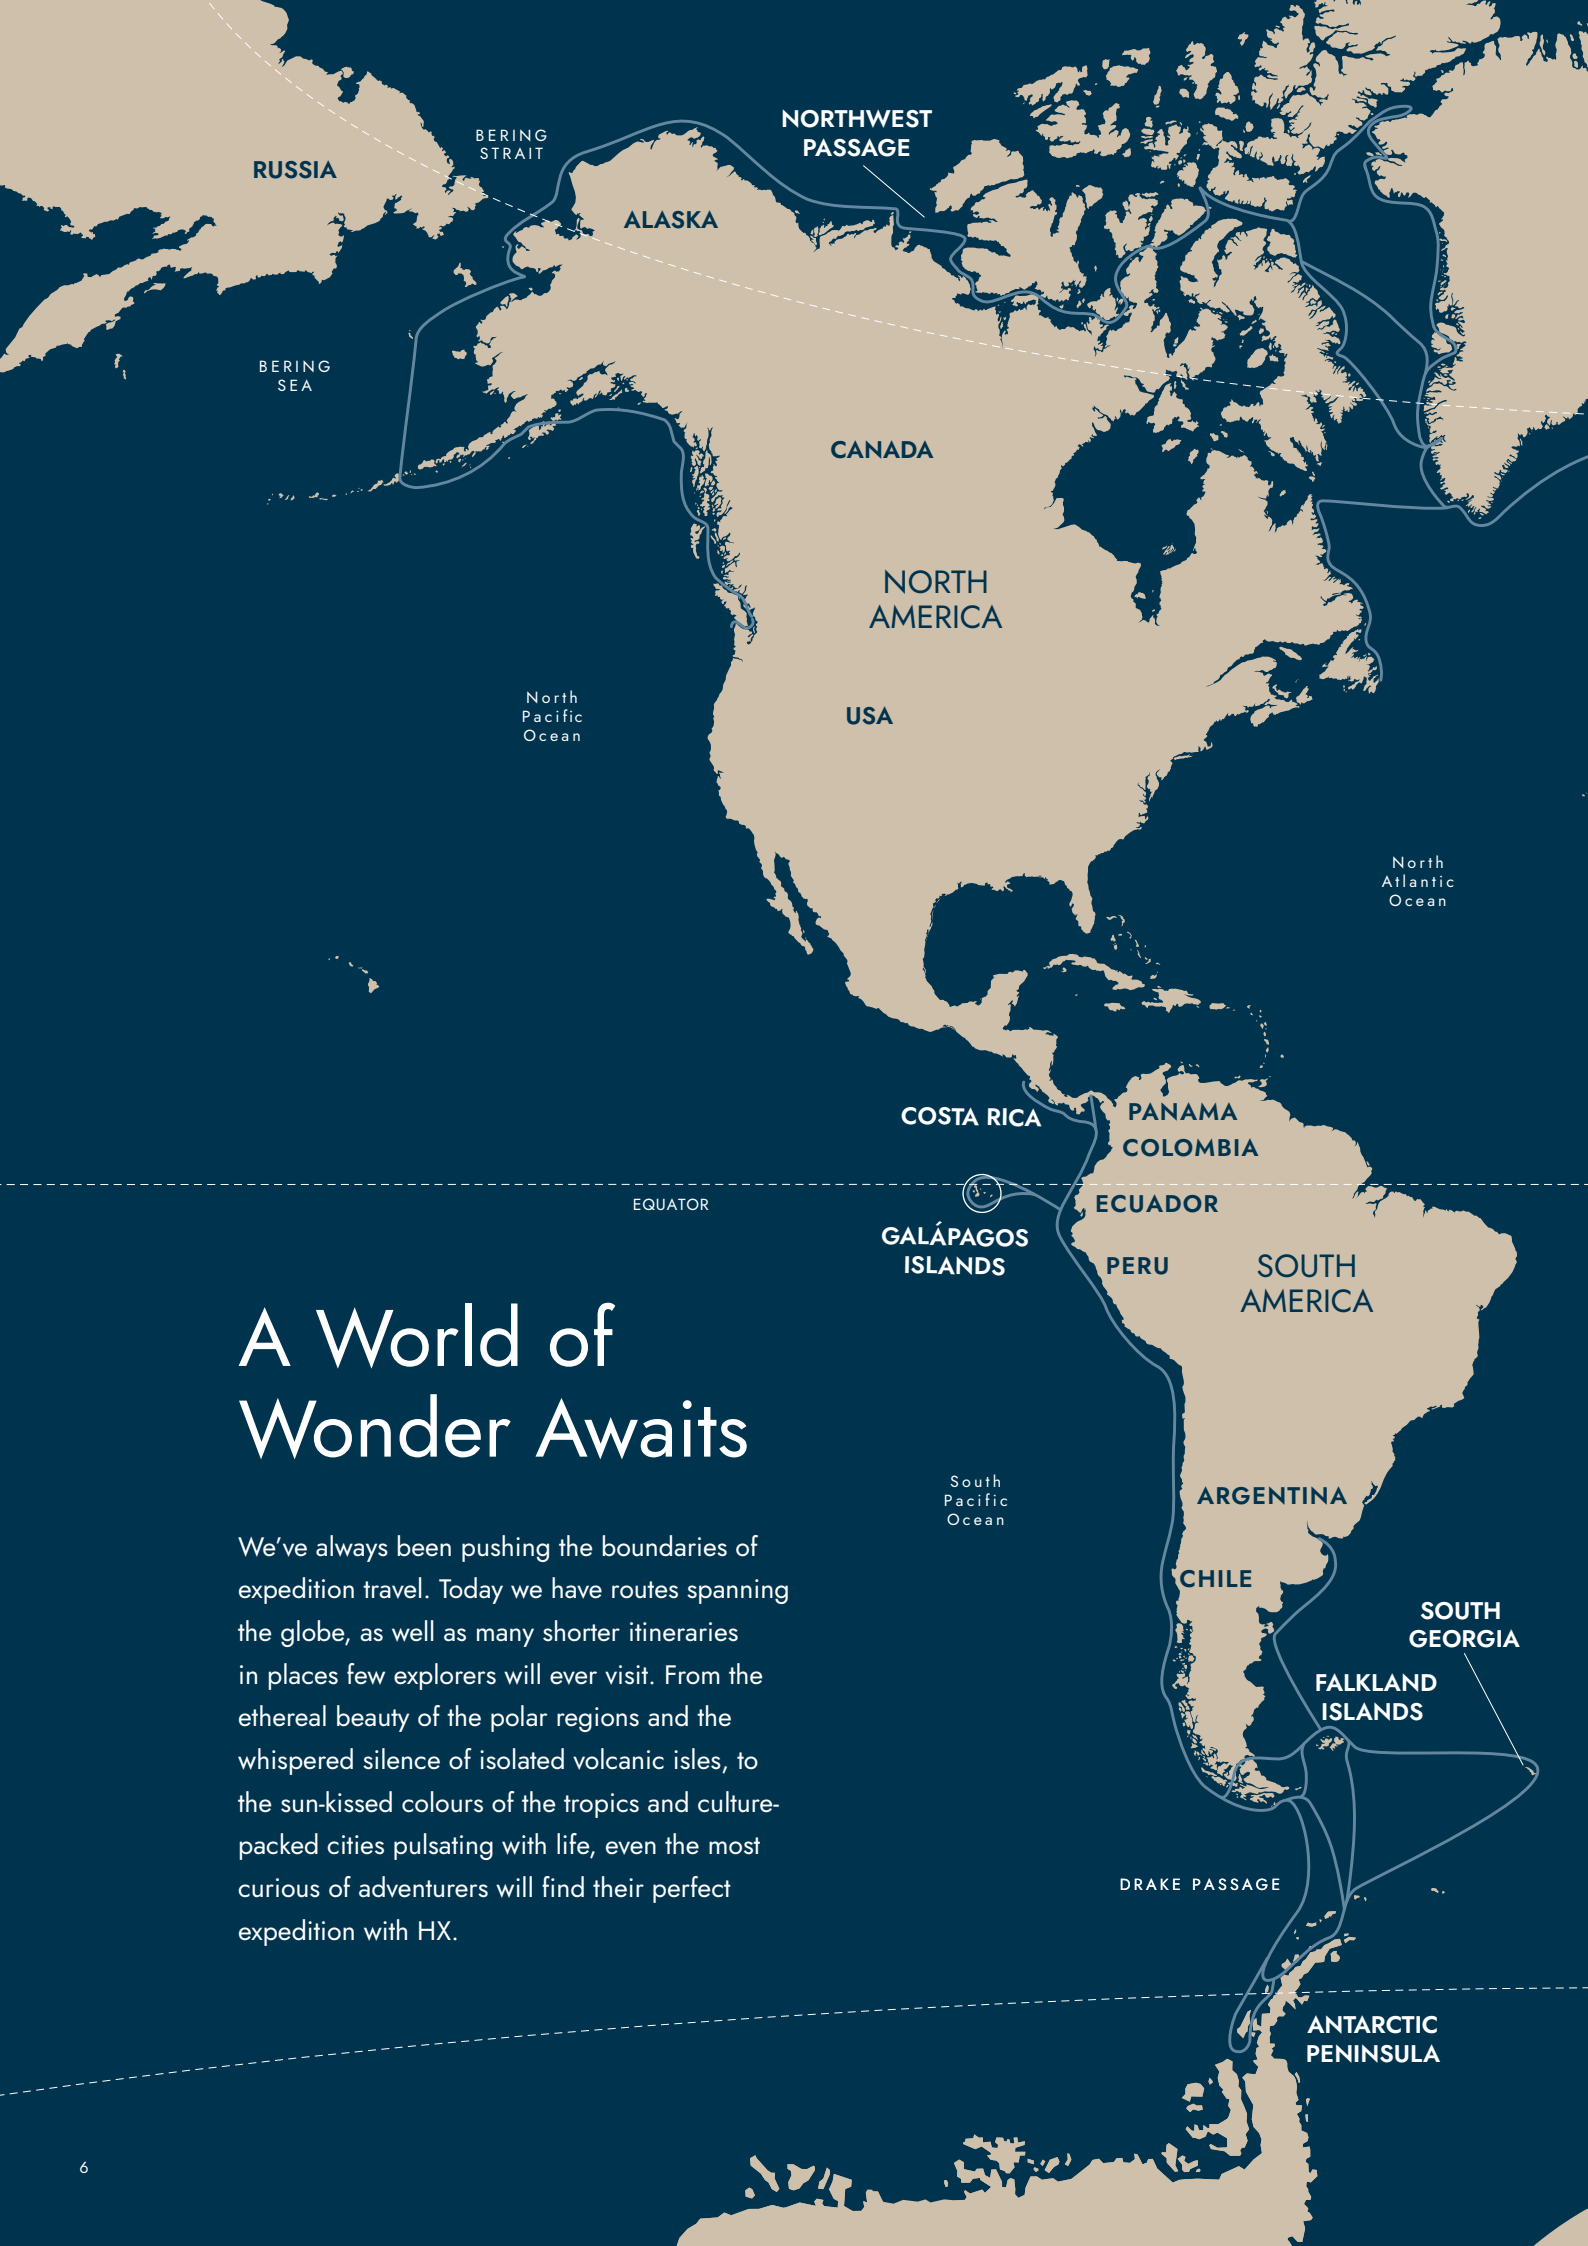 NORTHWEST
PASSAGE
BERING
STRAIT
RUSSIA
ALASKA
BERING
SEA
CANADA
NORTH
AMERICA
North
Pacific
Ocean
USA
North
Atlantic
Ocean
COSTA RICA
PANAMA
COLOMBIA
EQUATOR
ECUADOR
GALÁPAGOS
ISLANDS
PERU
SOUTH
AMERICA
A World of
Wonder Awaits
South
Pacific
Ocean
ARGENTINA
CHILE
SOUTH
GEORGIA
FALKLAND
ISLANDS
We’ve always been pushing the boundaries of
expedition travel. Today we have routes spanning
the globe, as well as many shorter itineraries
in places few explorers will ever visit. From the
ethereal beauty of the polar regions and the
whispered silence of isolated volcanic isles, to
the sun-kissed colours of the tropics and culture-
packed cities pulsating with life, even the most
curious of adventurers will find their perfect
expedition with HX.
DRAKE PASSAGE
ANTARCTIC
PENINSULA
6